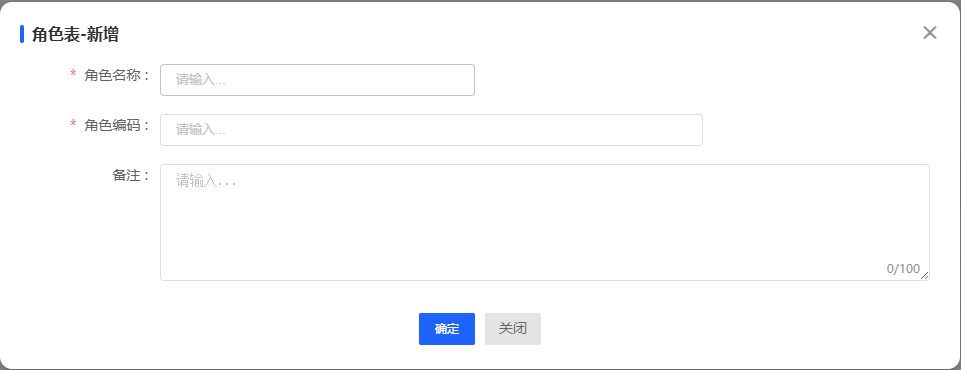 角色表-新增
* 角色名称：
请输入...
* 角色编码：
请输入...
备注：
请输入...
0/100
确定 关闭